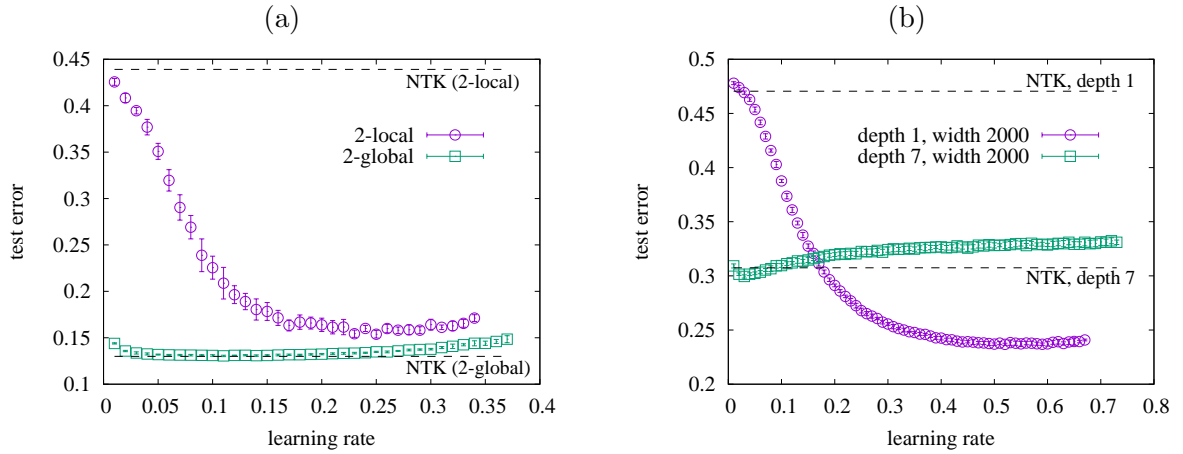 (a)
0.45
0.4
0.35
0.3
0.25
0.2
0.15
0.1
0.05
0.1
0.15
0.2
0.25
0.3
0.35
0.4
test error
learning rate
NTK (2-local)
2-local
2-global
NTK (2-global)
(b)
0.5
0.45
0.4
0.35
0.3
0.25
0.2
0
0.1
0.2
0.3
0.4
0.5
0.6
0.7
0.8
test error
learning rate
NTK, depth 1
depth 1, width 2000
depth 7, width 2000
NTK, depth 7